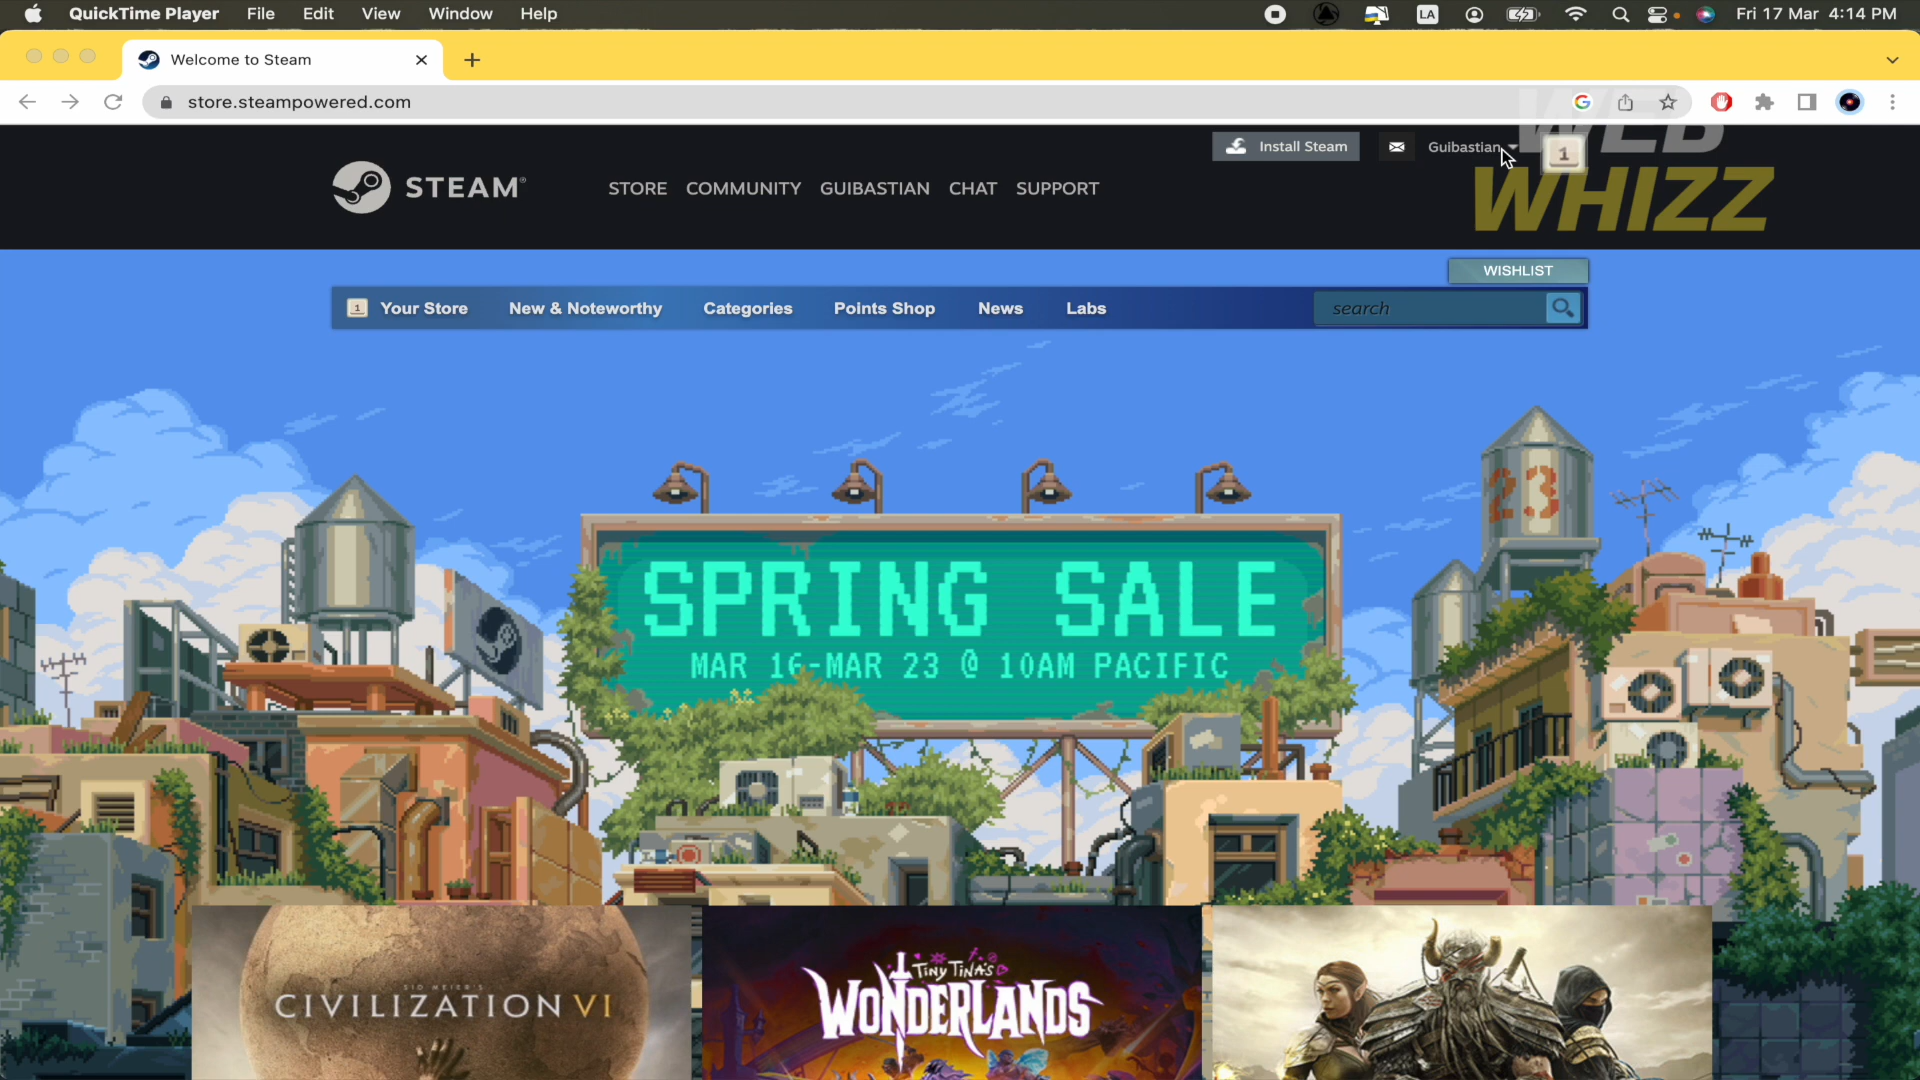 QuickTime Player File Edit View Window Help LA Fri 17 Mar 4:14 PM
Welcome to Steam
store.steampowered.com
WEB
WHIZZ
Install Steam Guibastian 1
STEAM® STORE COMMUNITY GUIBASTIAN CHAT SUPPORT
WISHLIST
1 Your Store New & Noteworthy Categories Points Shop News Labs search
23
SPRING SALE
MAR 16-MAR 23 @ 10AM PACIFIC
SID MEIER'S
CIVILIZATION VI
TINY TINA'S
WONDERLANDS